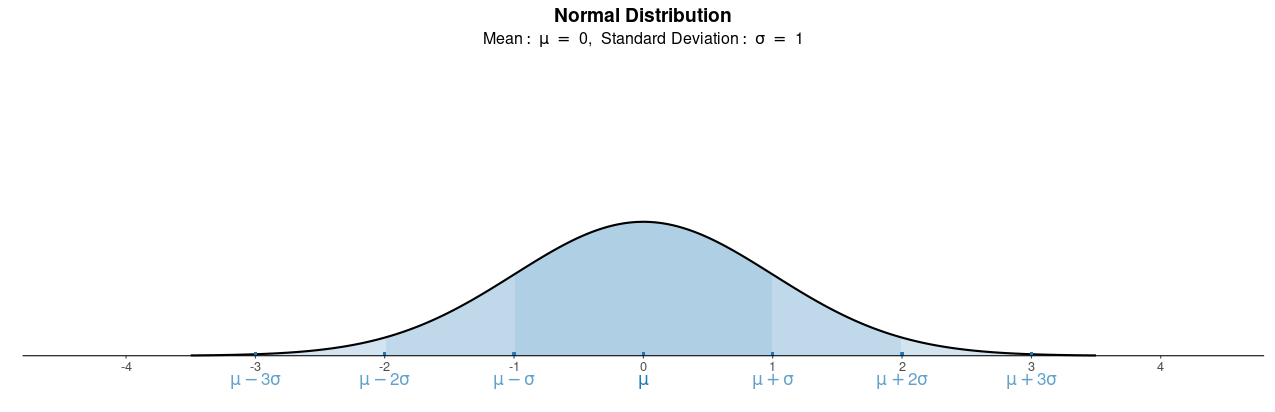 Normal Distribution
Mean: μ = 0, Standard Deviation: σ = 1
-4 -3 -2 -1 0 1 2 3 4
μ − 3σ μ − 2σ μ − σ μ μ + σ μ + 2σ μ + 3σ